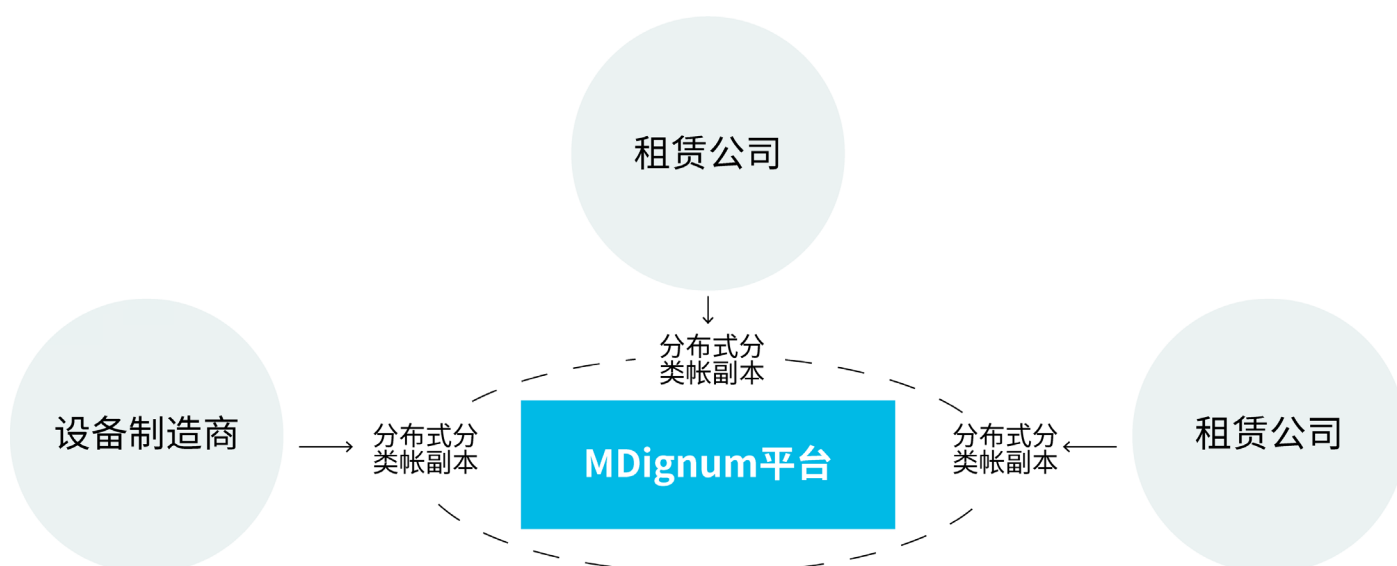 租赁公司
分布式分
类帐副本
设备制造商
分布式分
类帐副本
MDignum平台
分布式分
类帐副本
租赁公司